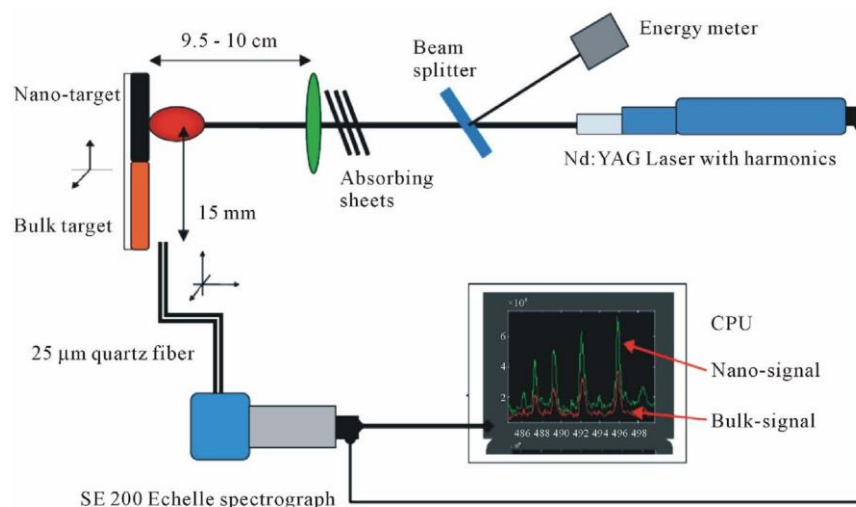 9.5 - 10 cm
Beam
splitter
Energy meter
Nano-target
Nd:YAG Laser with harmonics
Absorbing
sheets
15 mm
Bulk target
×10⁴
6
4
2
486 488 490 492 494 496 498
CPU
Nano-signal
Bulk-signal
25 μm quartz fiber
SE 200 Echelle spectrograph